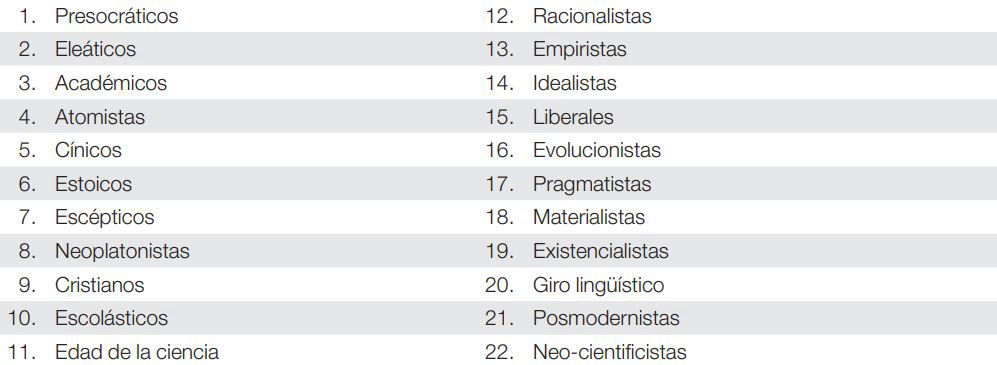 1. Presocráticos
2. Eleáticos
3. Académicos
4. Atomistas
5. Cínicos
6. Estoicos
7. Escépticos
8. Neoplatonistas
9. Cristianos
10. Escolásticos
11. Edad de la ciencia
12. Racionalistas
13. Empiristas
14. Idealistas
15. Liberales
16. Evolucionistas
17. Pragmatistas
18. Materialistas
19. Existencialistas
20. Giro lingüístico
21. Posmodernistas
22. Neo-cientificistas